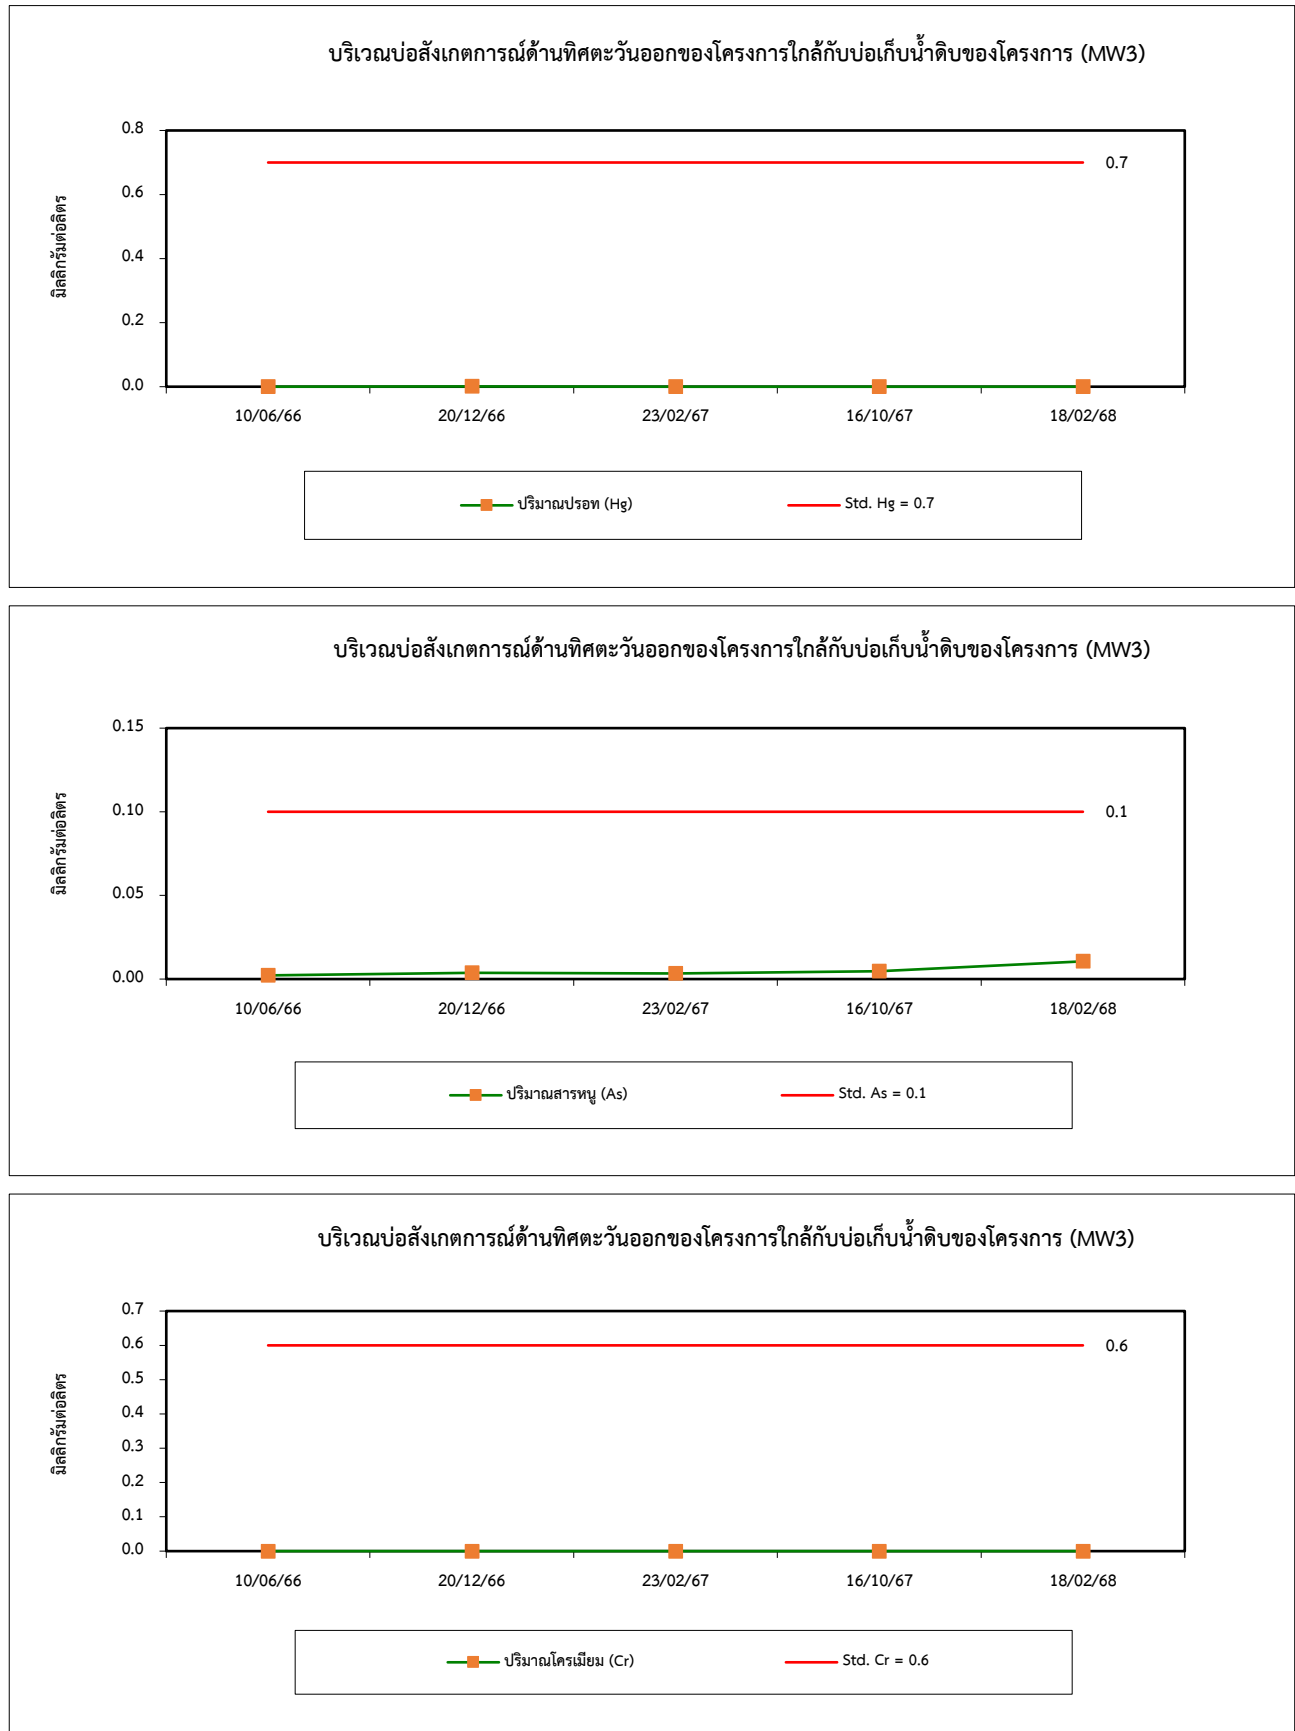 บริเวณบ่อสังเกตการณ์ด้านทิศตะวันออกของโครงการใกล้กับบ่อเก็บน้ำดิบของโครงการ (MW3)
มิลลิกรัมต่อลิตร
0.8
0.7
0.6
0.4
0.2
0.0
10/06/66 20/12/66 23/02/67 16/10/67 18/02/68
ปริมาณปรอท (Hg) Std. Hg = 0.7
บริเวณบ่อสังเกตการณ์ด้านทิศตะวันออกของโครงการใกล้กับบ่อเก็บน้ำดิบของโครงการ (MW3)
มิลลิกรัมต่อลิตร
0.15
0.10 0.1
0.05
0.00
10/06/66 20/12/66 23/02/67 16/10/67 18/02/68
ปริมาณสารหนู (As) Std. As = 0.1
บริเวณบ่อสังเกตการณ์ด้านทิศตะวันออกของโครงการใกล้กับบ่อเก็บน้ำดิบของโครงการ (MW3)
มิลลิกรัมต่อลิตร
0.7
0.6 0.6
0.5
0.4
0.3
0.2
0.1
0.0
10/06/66 20/12/66 23/02/67 16/10/67 18/02/68
ปริมาณโครเมียม (Cr) Std. Cr = 0.6